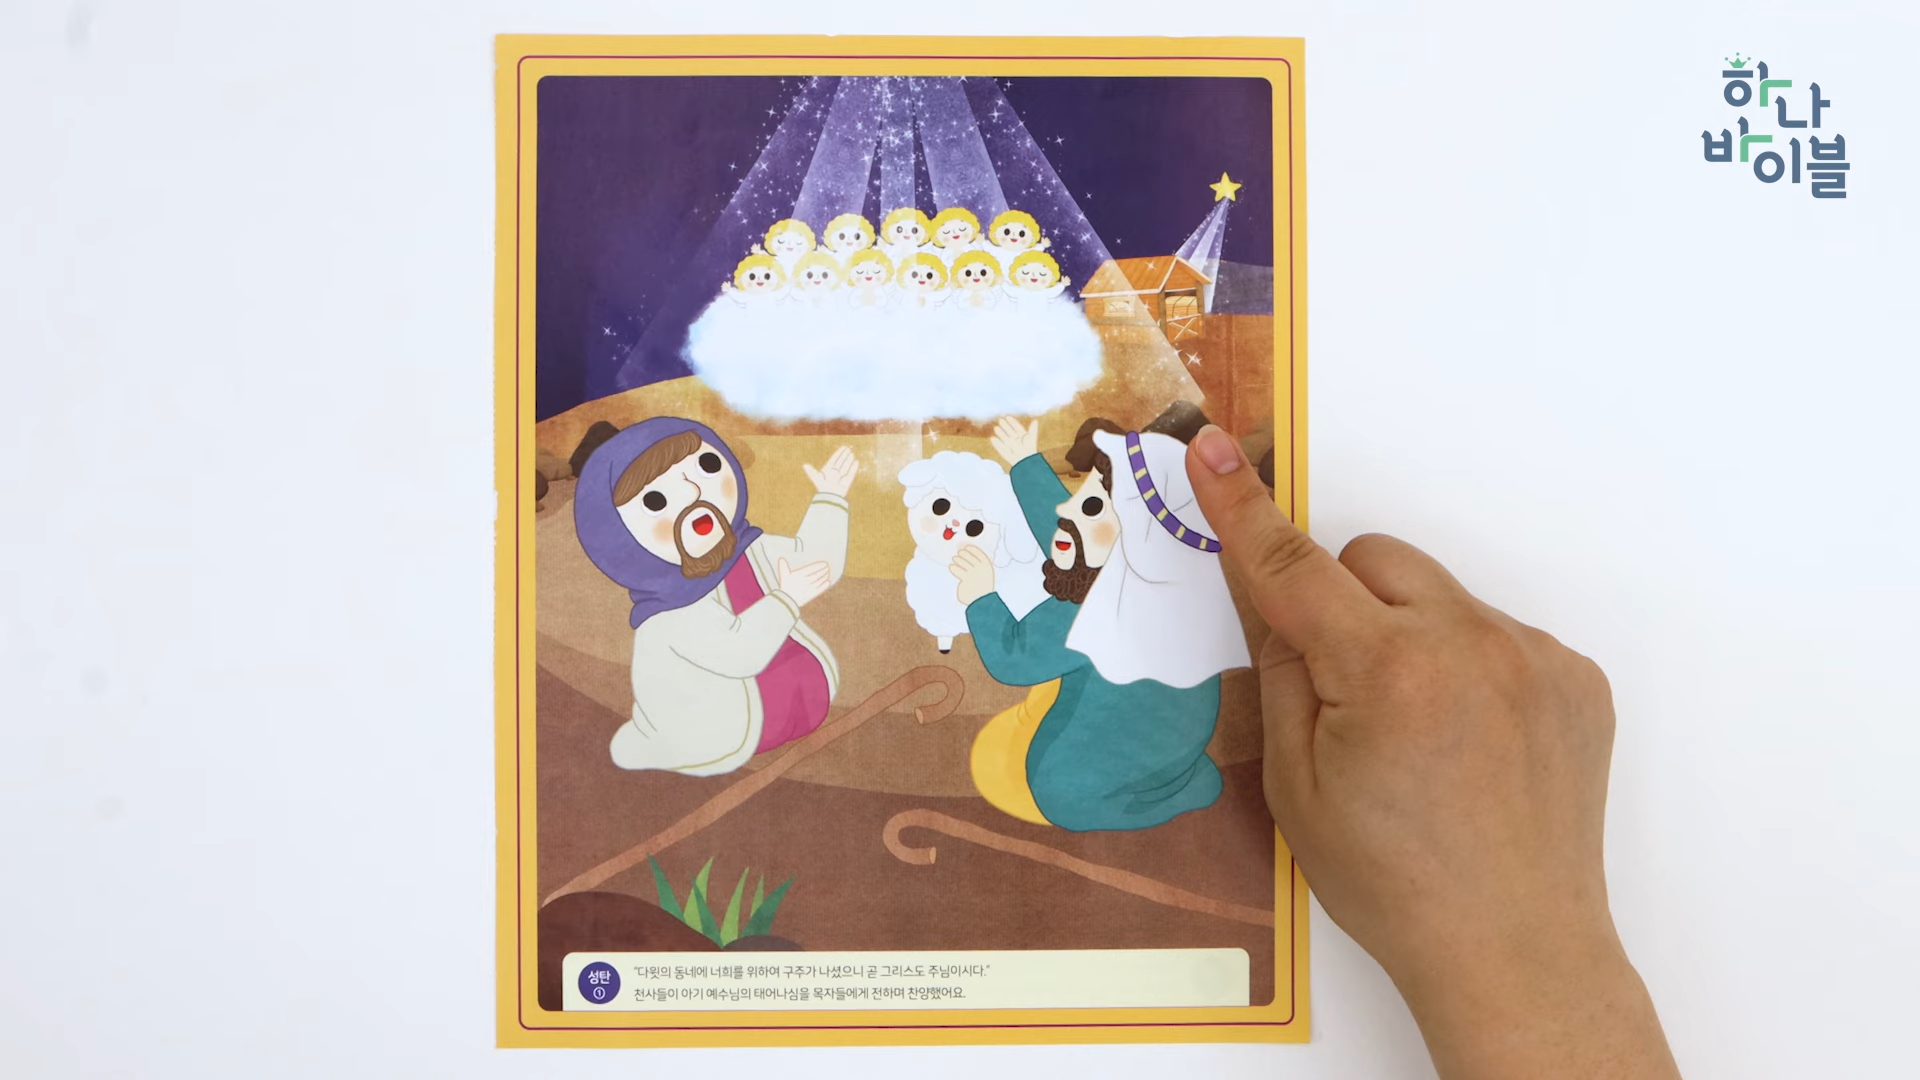 하나
바이블
성탄
①
"다윗의 동네에 너희를 위하여 구주가 나셨으니 곧 그리스도 주님이시다."
천사들이 아기 예수님의 태어나심을 목자들에게 전하며 찬양했어요.